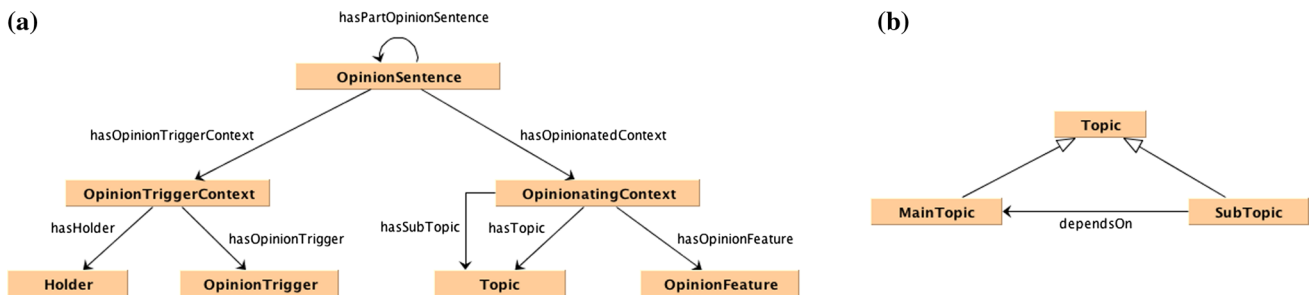 (a)
hasPartOpinionSentence
OpinionSentence
hasOpinionTriggerContext
hasOpinionatedContext
OpinionTriggerContext
OpinionatingContext
hasHolder
hasOpinionTrigger
hasSubTopic
hasTopic
hasOpinionFeature
Holder
OpinionTrigger
Topic
OpinionFeature
(b)
Topic
MainTopic
SubTopic
dependsOn